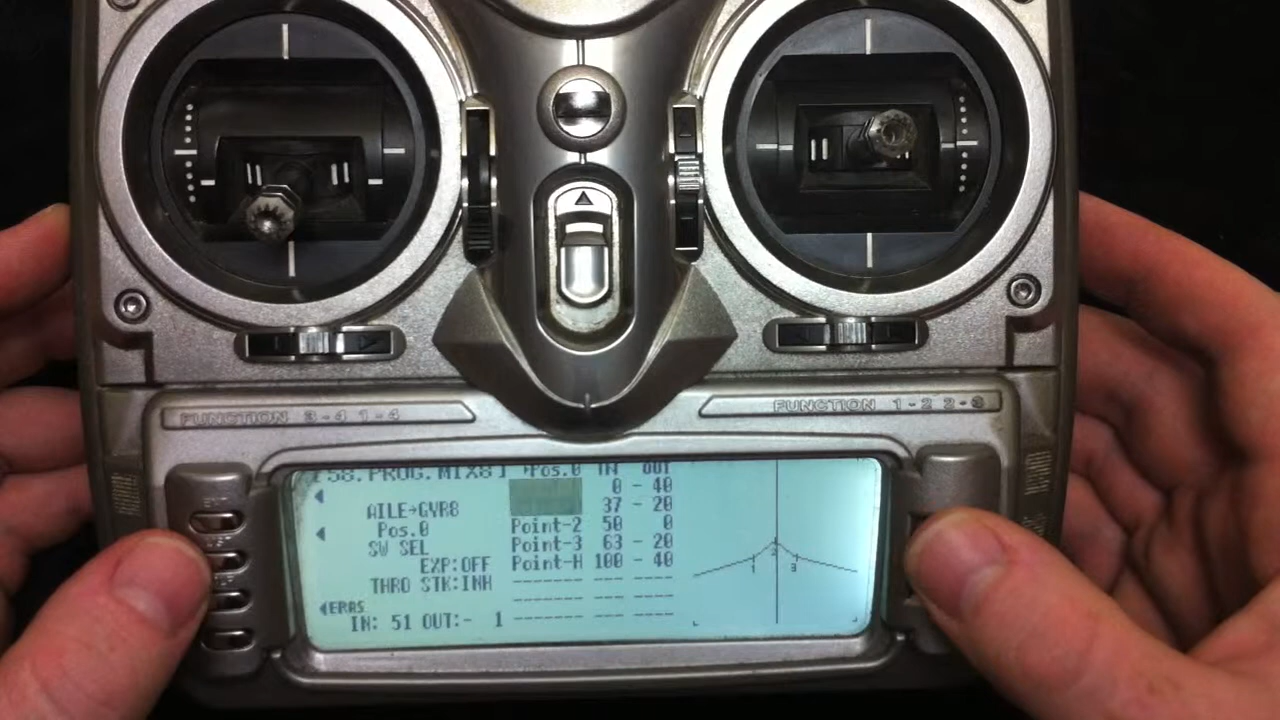 FUNCTION 3-4 1-4
FUNCTION 1-2 2-3
[58.PROG.MIX8] Pos.0 IN OUT
0 - 40
AILE→GYR8 37 - 20
Pos.0 Point-2 50 0
SW SEL Point-3 63 - 20
EXP:OFF Point-H 100 - 40
THRO STK:INH -------
-------
ERRS
IN: 51 OUT:- 1 -------
1 2 3